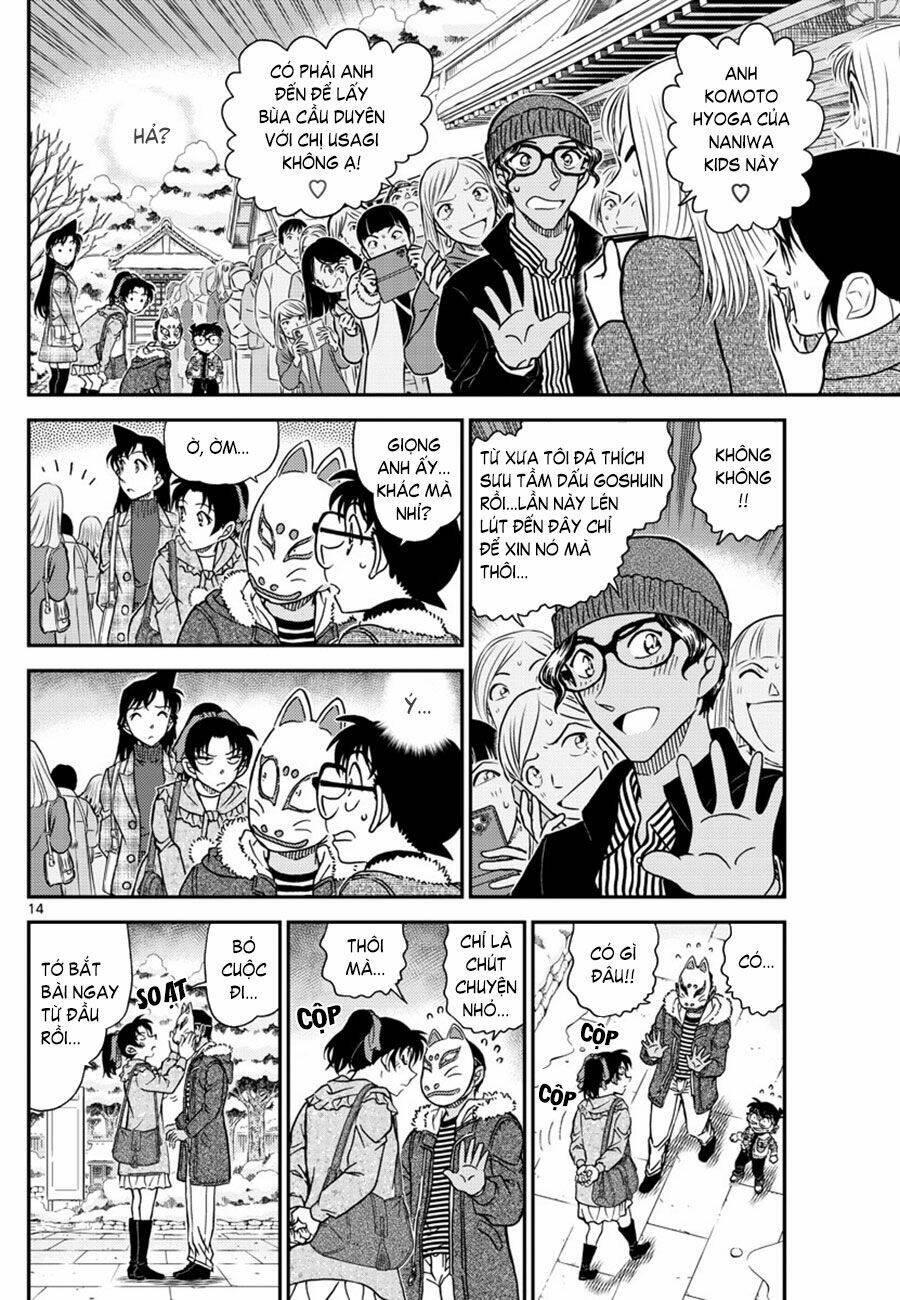 ANH
KOMOTO
HYOGA CỦA
NANIWA
KIDS NÀY
♡
CÓ PHẢI ANH
ĐẾN ĐỂ LẤY
BÙA CẦU DUYÊN
VỚI CHỊ USAGI
KHÔNG Ạ!
♡
HẢ?
KHÔNG
KHÔNG
!!
TỪ XƯA TÔI ĐÃ THÍCH
SƯU TẦM DẤU GOSHUIN
RỒI...LẦN NÀY LÉN
LÚT ĐẾN ĐÂY CHỈ
ĐỂ XIN NÓ MÀ
THÔI...
GIỌNG
ANH ẤY...
KHÁC MÀ
NHỈ?
Ờ, ỜM...
Ý...
14
CÓ...
CÓ GÌ
ĐÂU!!
CỘP
CỘP
CHỈ LÀ
CHÚT
CHUYỆN
NHỎ...
THÔI
MÀ...
CỘP
BỎ
CUỘC
ĐI...
SOẠT
TỚ BẮT
BÀI NGAY
TỪ ĐẦU
RỒI...